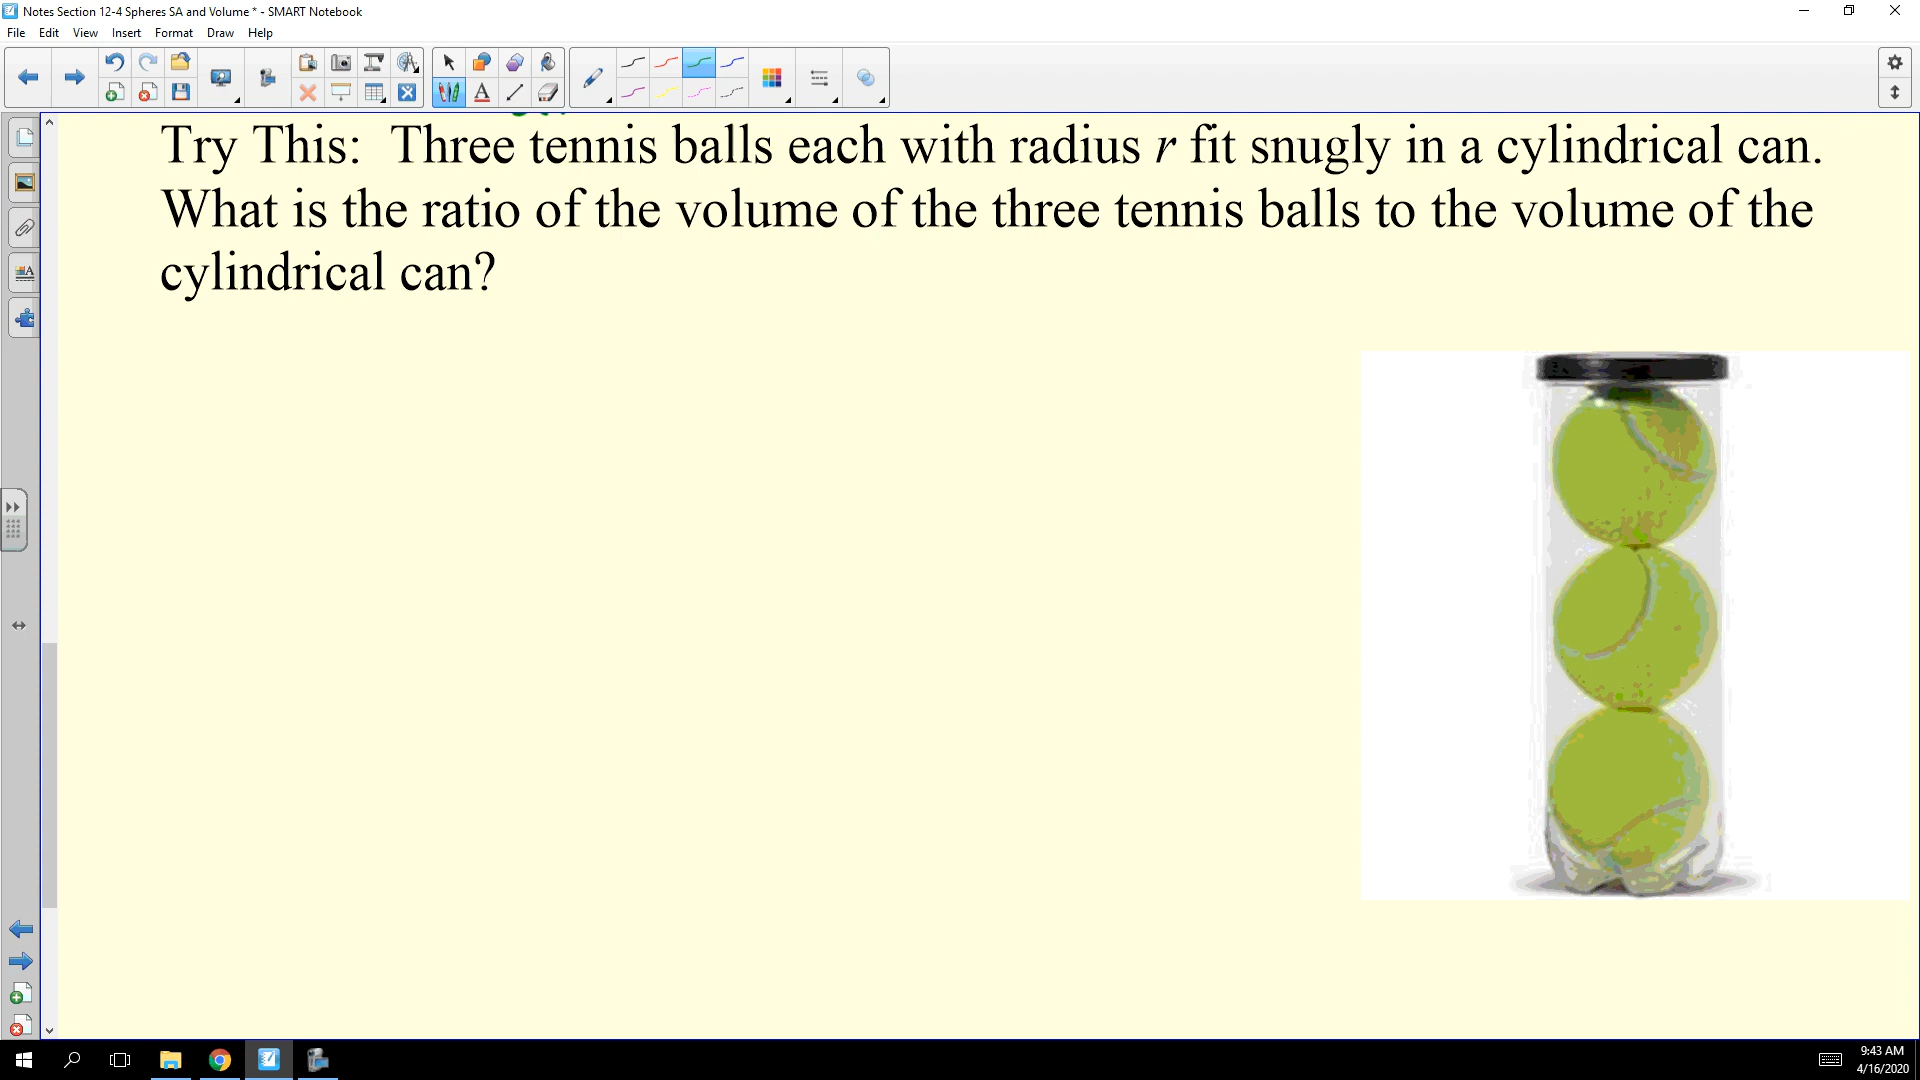 Notes Section 12-4 Spheres SA and Volume * - SMART Notebook
File Edit View Insert Format Draw Help
Try This: Three tennis balls each with radius r fit snugly in a cylindrical can.
What is the ratio of the volume of the three tennis balls to the volume of the
cylindrical can?
9:43 AM
4/16/2020